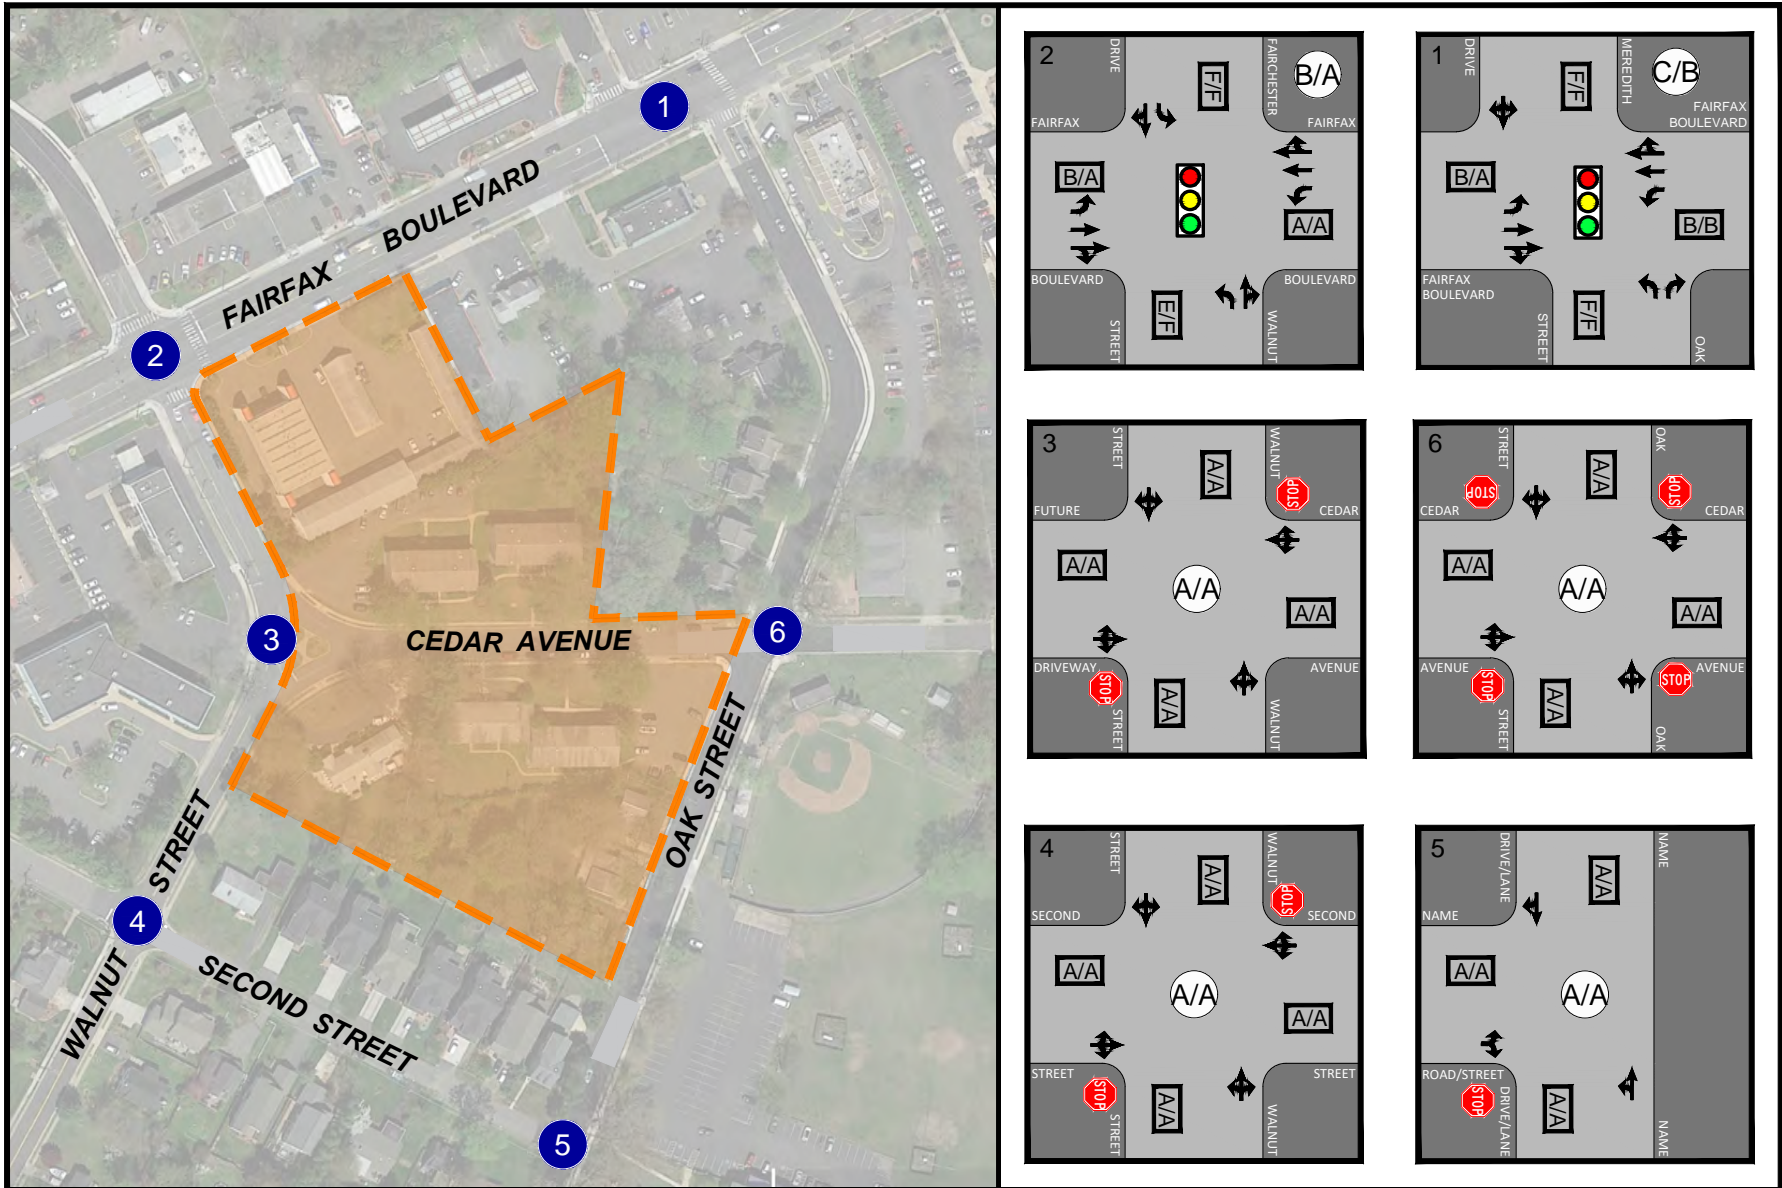 1
FAIRFAX BOULEVARD
2
3
CEDAR AVENUE
6
OAK STREET
WALNUT STREET
4
SECOND STREET
5
2
DRIVE
F/F
FAIRCHESTER
B/A
FAIRFAX
FAIRFAX
B/A
A/A
BOULEVARD
BOULEVARD
STREET
E/F
WALNUT
1
DRIVE
F/F
MEREDITH
C/B
FAIRFAX
FAIRFAX
BOULEVARD
B/A
B/B
FAIRFAX
BOULEVARD
STREET
F/F
OAK
3
STREET
A/A
WALNUT
STOP
FUTURE
CEDAR
A/A
A/A
A/A
DRIVEWAY
AVENUE
STOP
STREET
A/A
WALNUT
6
STREET
STOP
A/A
OAK
STOP
CEDAR
CEDAR
A/A
A/A
A/A
AVENUE
AVENUE
STOP
STOP
STREET
A/A
OAK
4
STREET
A/A
WALNUT
STOP
SECOND
SECOND
A/A
A/A
A/A
STREET
STREET
STOP
STREET
A/A
WALNUT
5
DRIVE/LANE
A/A
NAME
NAME
A/A
A/A
ROAD/STREET
STOP
DRIVE/LANE
A/A
NAME